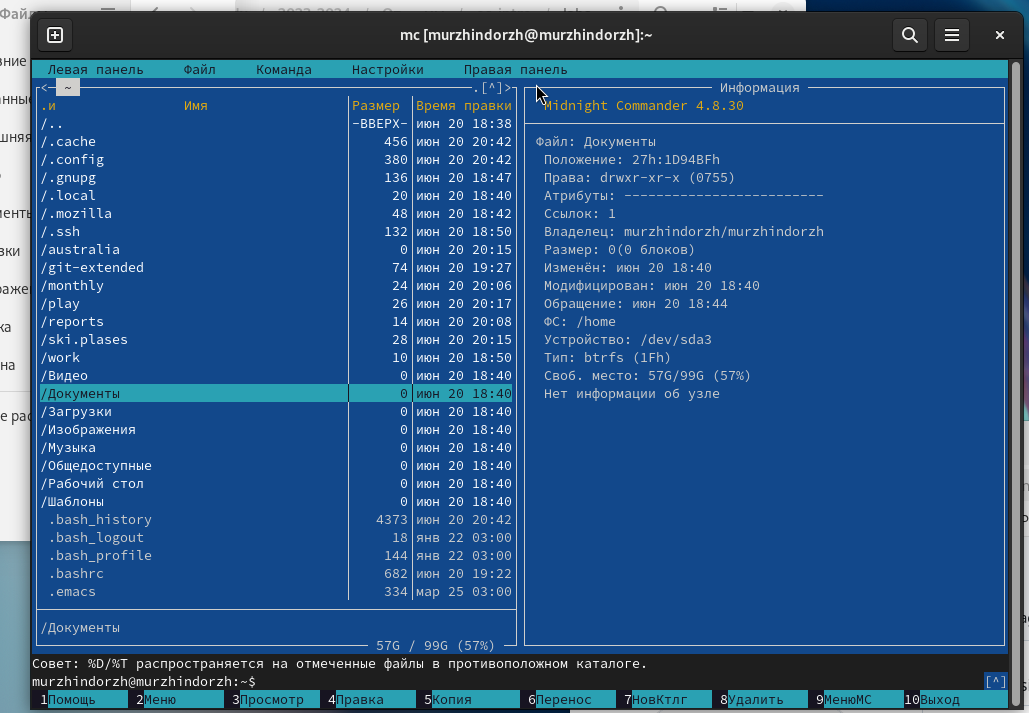 mc [murzhindorzh@murzhindorzh]:~
Левая панель Файл Команда Настройки Правая панель
<─ ~ .[^]> Информация
.и Имя Размер Время правки Midnight Commander 4.8.30
/.. -ВВЕРХ- июн 20 18:38
/.cache 456 июн 20 20:42 Файл: Документы
/.config 380 июн 20 20:42 Положение: 27h:1D94BFh
/.gnupg 136 июн 20 18:47 Права: drwxr-xr-x (0755)
/.local 20 июн 20 18:40 Атрибуты: -------------------------
/.mozilla 48 июн 20 18:42 Ссылок: 1
/.ssh 132 июн 20 18:50 Владелец: murzhindorzh/murzhindorzh
/australia 0 июн 20 20:15 Размер: 0(0 блоков)
/git-extended 74 июн 20 19:27 Изменён: июн 20 18:40
/monthly 24 июн 20 20:06 Модифицирован: июн 20 18:40
/play 26 июн 20 20:17 Обращение: июн 20 18:44
/reports 14 июн 20 20:08 ФС: /home
/ski.plases 28 июн 20 20:15 Устройство: /dev/sda3
/work 10 июн 20 18:50 Тип: btrfs (1Fh)
/Видео 0 июн 20 18:40 Своб. место: 57G/99G (57%)
/Документы 0 июн 20 18:40 Нет информации об узле
/Загрузки 0 июн 20 18:40
/Изображения 0 июн 20 18:40
/Музыка 0 июн 20 18:40
/Общедоступные 0 июн 20 18:40
/Рабочий стол 0 июн 20 18:40
/Шаблоны 0 июн 20 18:40
.bash_history 4373 июн 20 20:42
.bash_logout 18 янв 22 03:00
.bash_profile 144 янв 22 03:00
.bashrc 682 июн 20 19:22
.emacs 334 мар 25 03:00
/Документы
57G / 99G (57%)
Совет: %D/%T распространяется на отмеченные файлы в противоположном каталоге.
murzhindorzh@murzhindorzh:~$ [^]
1Помощь 2Меню 3Просмотр 4Правка 5Копия 6Перенос 7НовКтлг 8Удалить 9МенюМС 10Выход